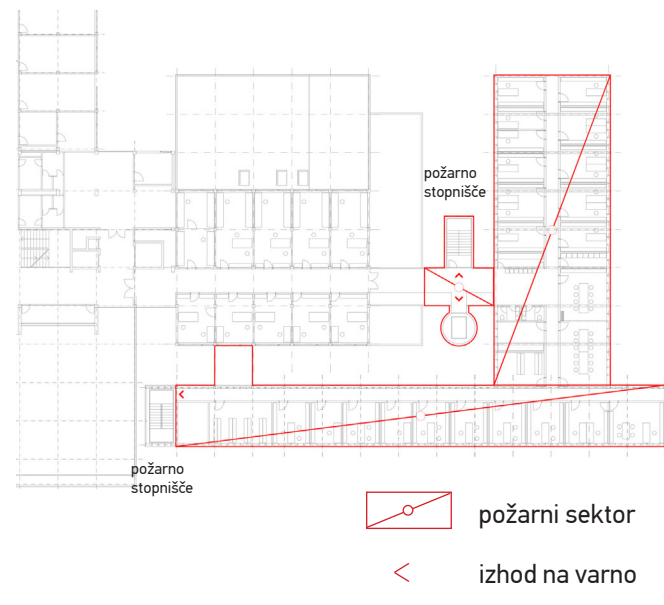 požarno
stopnišče
požarno
stopnišče
požarni sektor
izhod na varno